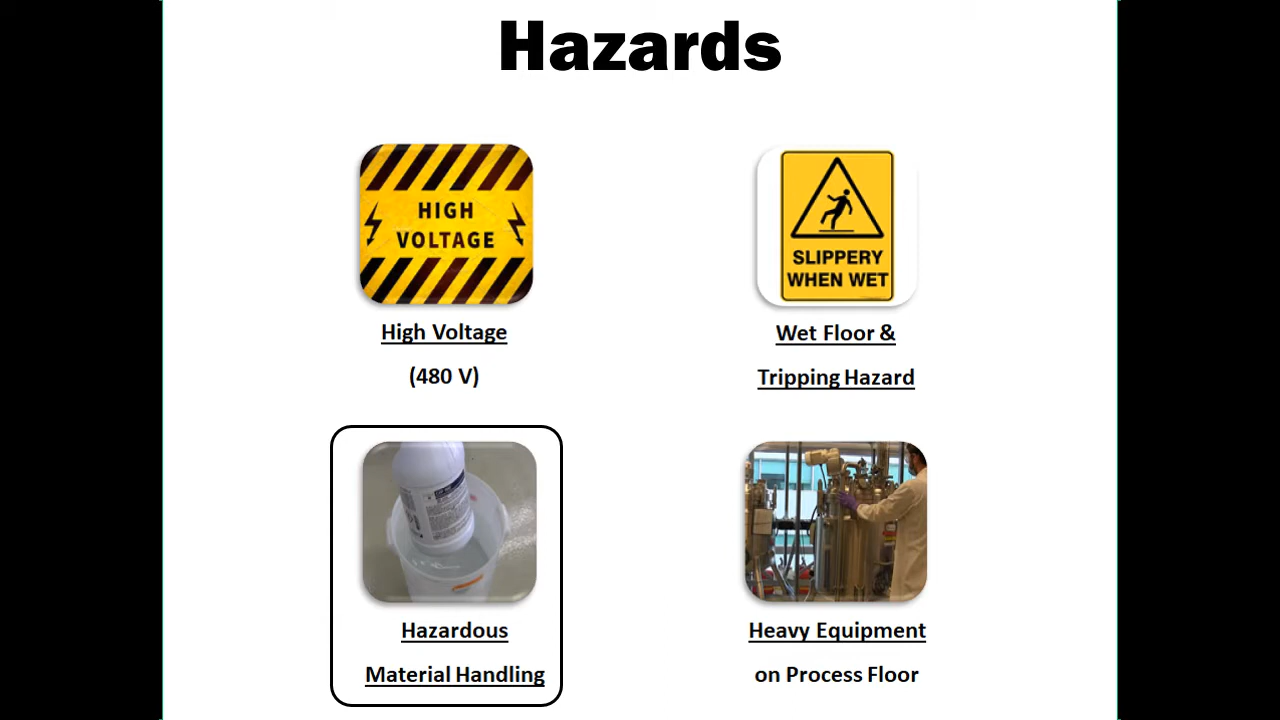 Hazards
HIGH
VOLTAGE
SLIPPERY
WHEN WET
High Voltage
(480 V)
Wet Floor &
Tripping Hazard
Hazardous
Material Handling
Heavy Equipment
on Process Floor